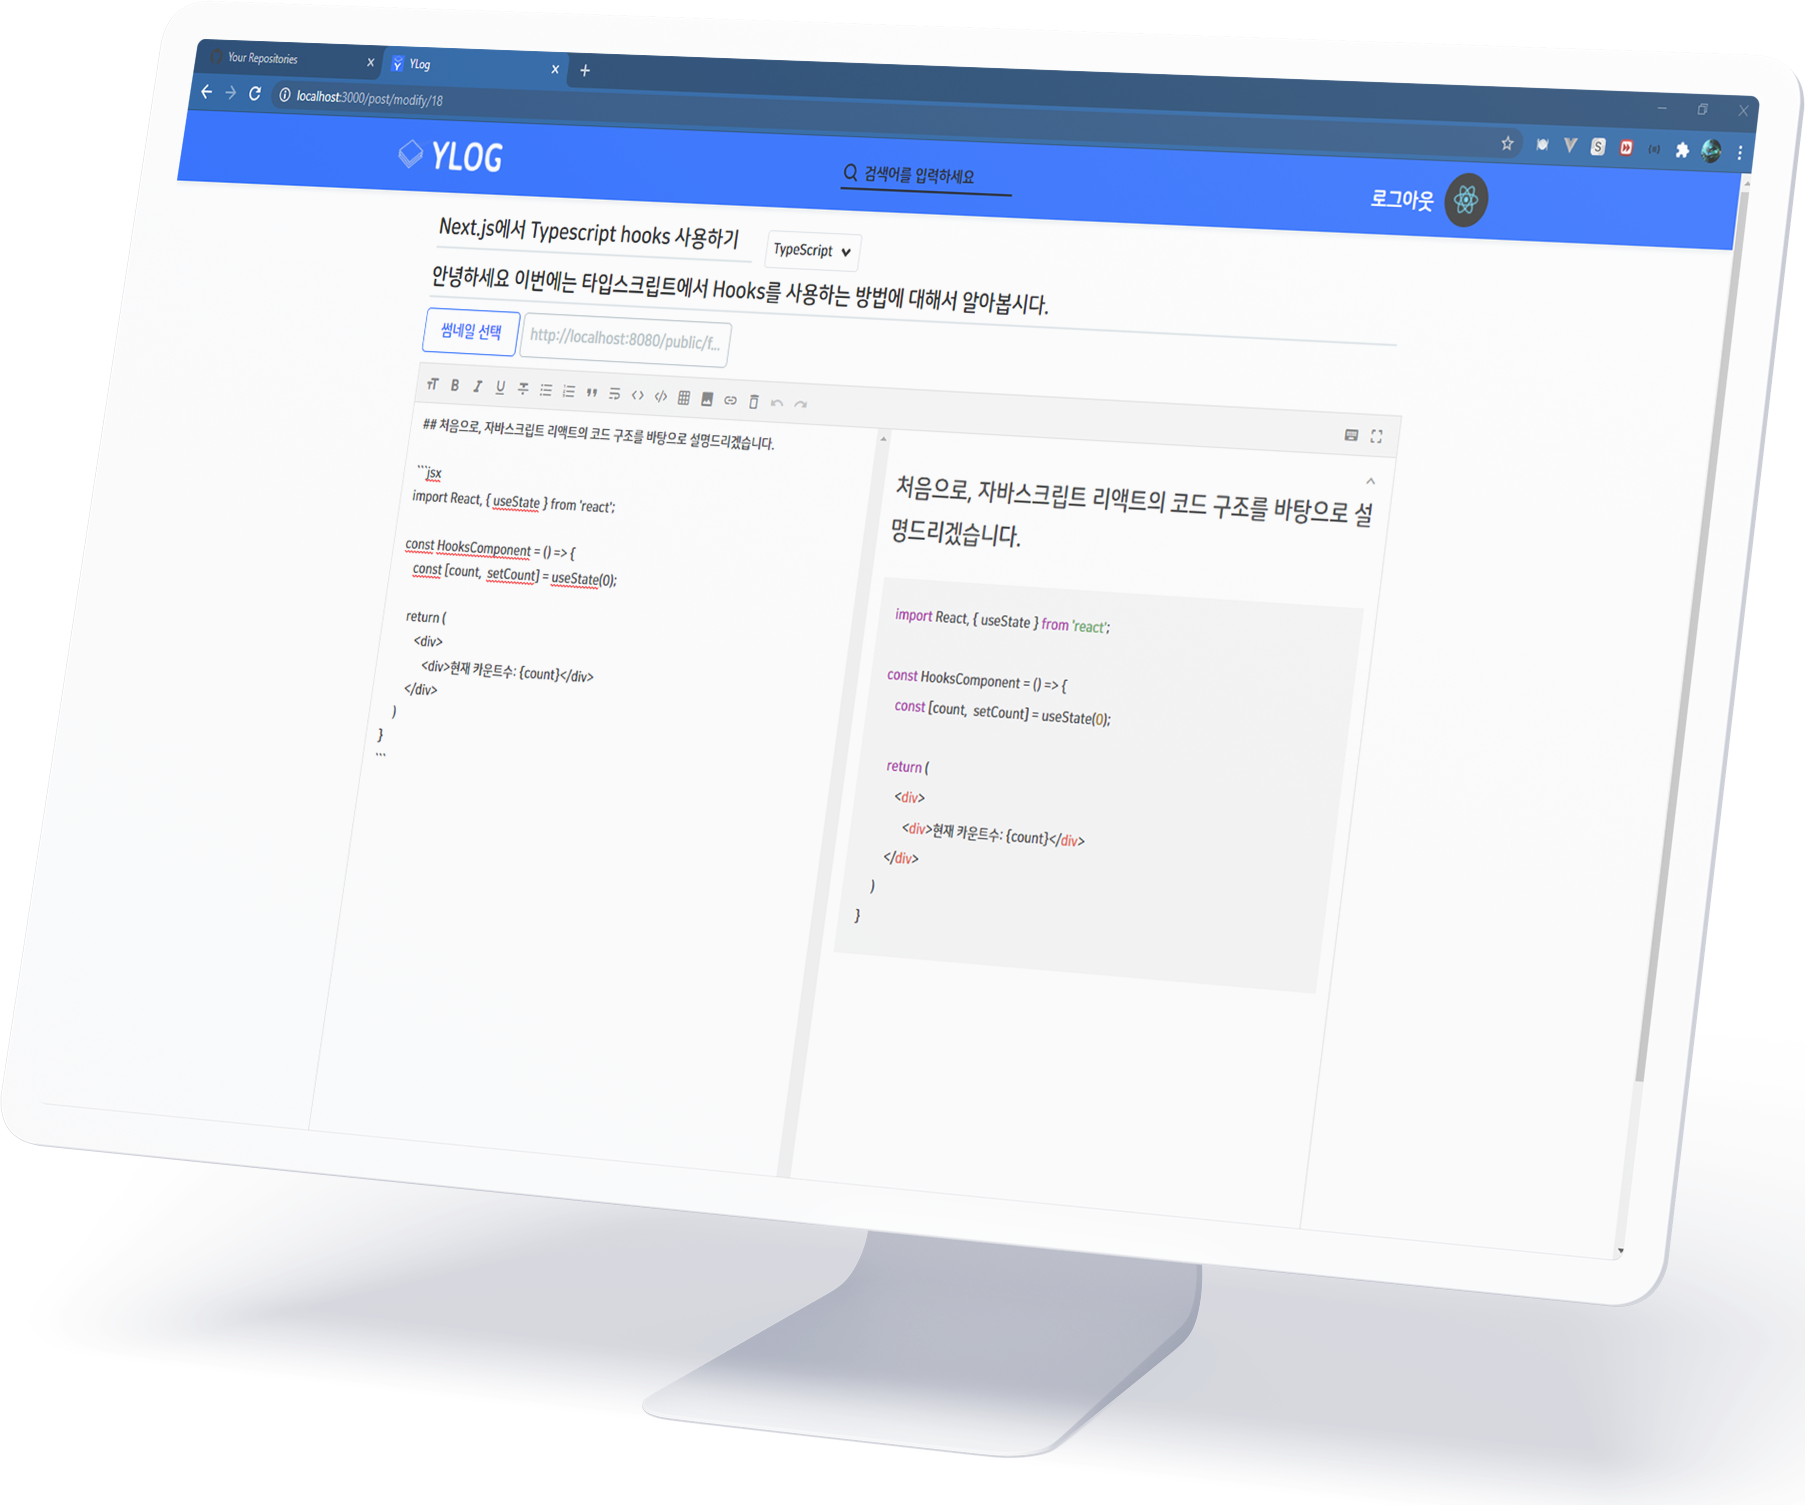 Your Repositories
YLog
localhost:3000/post/modify/18
YLOG
검색어를 입력하세요
로그아웃
Next.js에서 Typescript hooks 사용하기
TypeScript
안녕하세요 이번에는 타입스크립트에서 Hooks를 사용하는 방법에 대해서 알아봅시다.
썸네일 선택
http://localhost:8080/public/f...
## 처음으로, 자바스크립트 리액트의 코드 구조를 바탕으로 설명드리겠습니다.
```jsx
import React, { useState } from 'react';
const HooksComponent = () => {
const [count, setCount] = useState(0);
return (
<div>
<div>현재 카운트수: {count}</div>
</div>
)
}
```
처음으로, 자바스크립트 리액트의 코드 구조를 바탕으로 설
명드리겠습니다.
import React, { useState } from 'react';
const HooksComponent = () => {
const [count, setCount] = useState(0);
return (
<div>
<div>현재 카운트수: {count}</div>
</div>
)
}